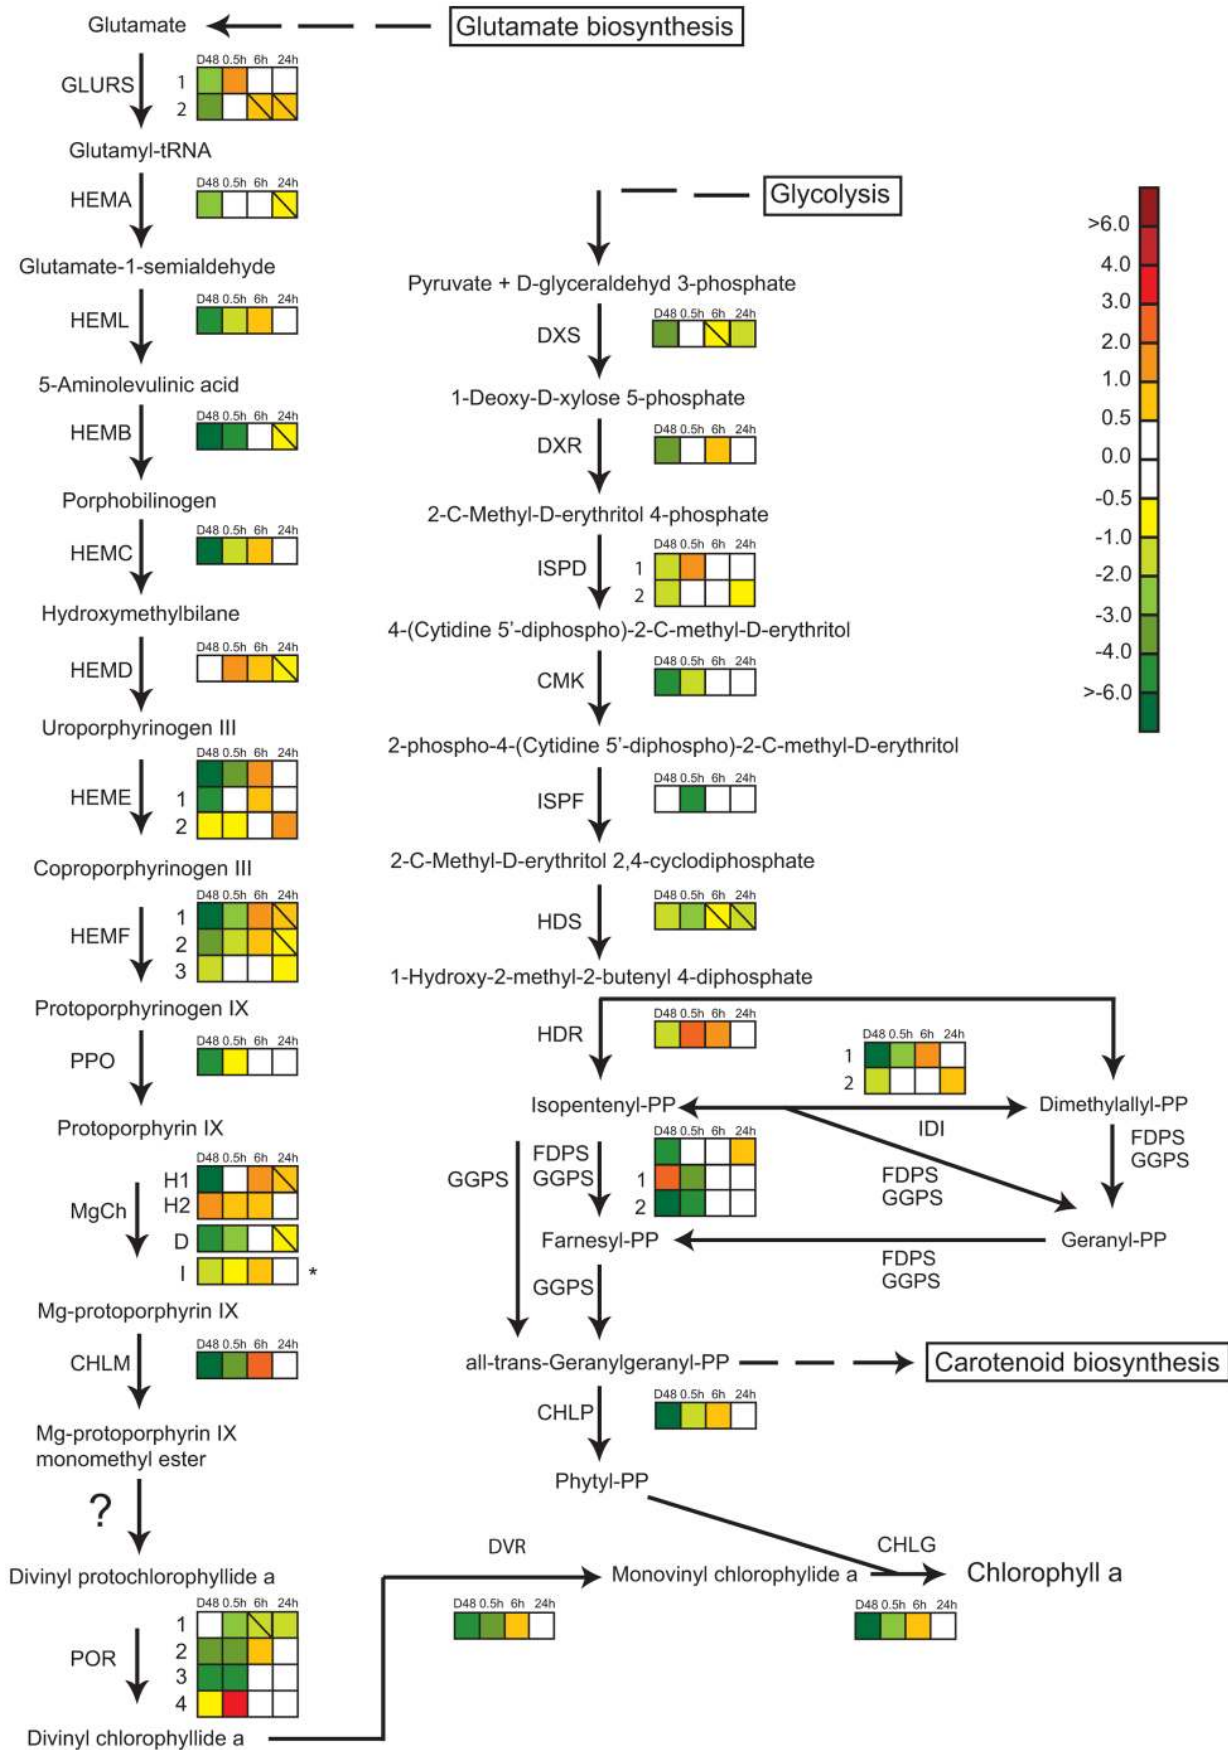 Glutamate
Glutamate biosynthesis
D48 0.5h 6h 24h
GLURS
1
2
Glutamyl-tRNA
HEMA
D48 0.5h 6h 24h
Glutamate-1-semialdehyde
HEML
D48 0.5h 6h 24h
5-Aminolevulinic acid
HEMB
D48 0.5h 6h 24h
Porphobilinogen
HEMC
D48 0.5h 6h 24h
Hydroxymethylbilane
HEMD
D48 0.5h 6h 24h
Uroporphyrinogen III
D48 0.5h 6h 24h
HEME
1
2
Coproporphyrinogen III
D48 0.5h 6h 24h
HEMF
1
2
3
Protoporphyrinogen IX
PPO
D48 0.5h 6h 24h
Protoporphyrin IX
D48 0.5h 6h 24h
MgCh
H1
H2
D
I
*
Mg-protoporphyrin IX
CHLM
D48 0.5h 6h 24h
Mg-protoporphyrin IX
monomethyl ester
?
Divinyl protochlorophyllide a
D48 0.5h 6h 24h
POR
1
2
3
4
Divinyl chlorophyllide a
Glycolysis
Pyruvate + D-glyceraldehyd 3-phosphate
DXS
D48 0.5h 6h 24h
1-Deoxy-D-xylose 5-phosphate
DXR
D48 0.5h 6h 24h
2-C-Methyl-D-erythritol 4-phosphate
D48 0.5h 6h 24h
ISPD
1
2
4-(Cytidine 5'-diphospho)-2-C-methyl-D-erythritol
CMK
D48 0.5h 6h 24h
2-phospho-4-(Cytidine 5'-diphospho)-2-C-methyl-D-erythritol
ISPF
D48 0.5h 6h 24h
2-C-Methyl-D-erythritol 2,4-cyclodiphosphate
HDS
D48 0.5h 6h 24h
1-Hydroxy-2-methyl-2-butenyl 4-diphosphate
HDR
D48 0.5h 6h 24h
D48 0.5h 6h 24h
1
2
Isopentenyl-PP
IDI
Dimethylallyl-PP
GGPS
FDPS
GGPS
D48 0.5h 6h 24h
1
2
FDPS
GGPS
FDPS
GGPS
Farnesyl-PP
FDPS
GGPS
Geranyl-PP
GGPS
all-trans-Geranylgeranyl-PP
Carotenoid biosynthesis
CHLP
D48 0.5h 6h 24h
Phytyl-PP
DVR
D48 0.5h 6h 24h
Monovinyl chlorophylide a
CHLG
Chlorophyll a
D48 0.5h 6h 24h
>6.0
4.0
3.0
2.0
1.0
0.5
0.0
-0.5
-1.0
-2.0
-3.0
-4.0
>-6.0